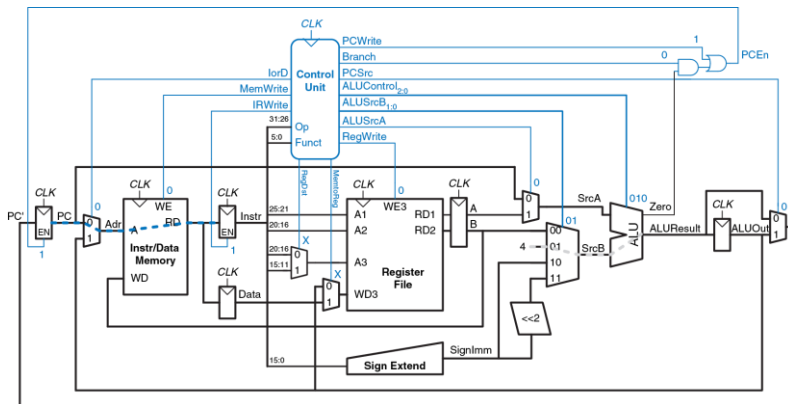 CLK
PCWrite
1
Branch
0
PCEn
IorD
Control
Unit
PCSrc
MemWrite
ALUControl2:0
IRWrite
ALUSrcB1:0
31:26
Op
ALUSrcA
5:0
Funct
RegWrite
RegDst
MemtoReg
CLK
CLK
CLK
CLK
CLK
0
0
0
0
010
0
PC'
PC
EN
1
0
1
Adr
A
WE
RD
Instr/Data
Memory
WD
EN
1
Instr
25:21
20:16
20:16
15:11
X
0
1
A1
A2
A3
WD3
WE3
RD1
RD2
Register
File
A
B
0
1
SrcA
Zero
CLK
01
4
00
01
10
11
SrcB
ALU
ALUResult
ALUOut
0
1
CLK
Data
X
0
1
<<2
SignImm
15:0
Sign Extend